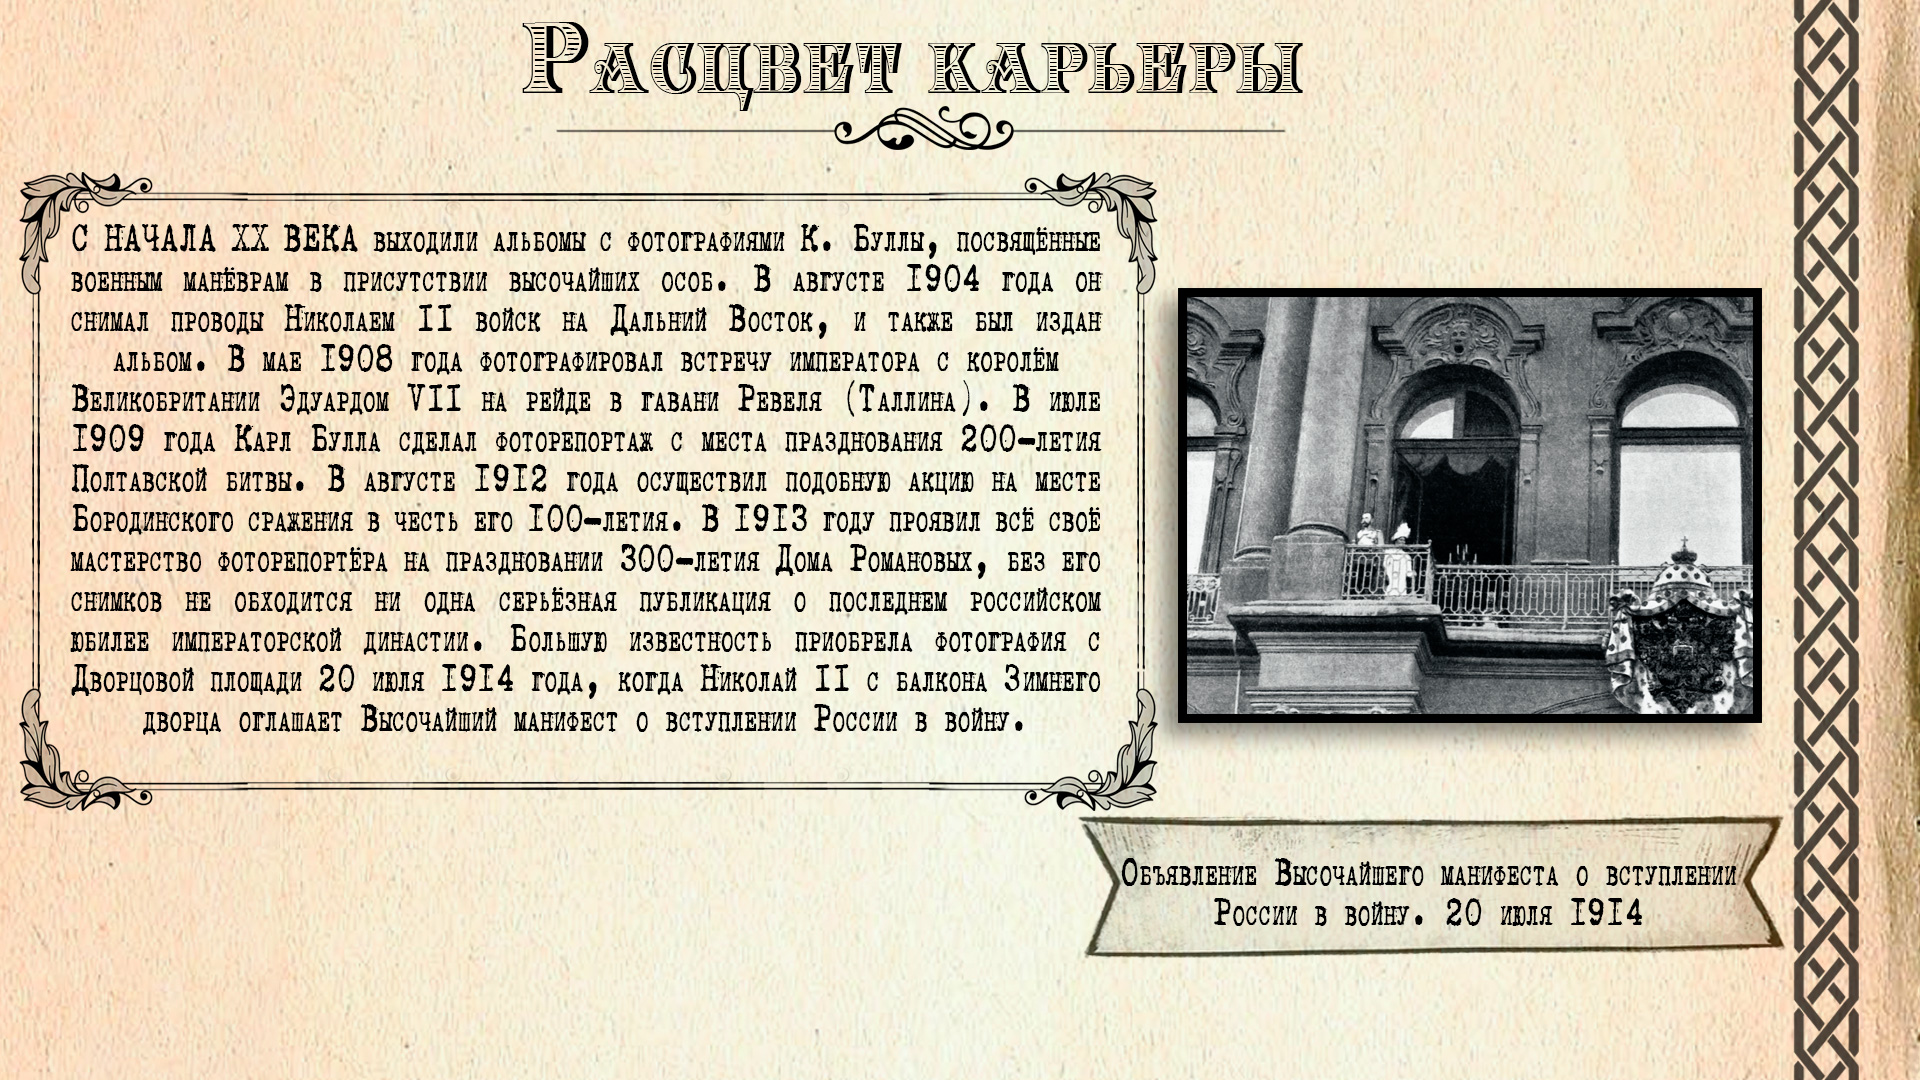 Расцвет карьеры
С НАЧАЛА XX ВЕКА выходили альбомы с фотографиями К. Буллы, посвящённые
военным манёврам в присутствии высочайших особ. В августе 1904 года он
снимал проводы Николаем II войск на Дальний Восток, и также был издан
альбом. В мае 1908 года фотографировал встречу императора с королём
Великобритании Эдуардом VII на рейде в гавани Ревеля (Таллина). В июле
1909 года Карл Булла сделал фоторепортаж с места празднования 200-летия
Полтавской битвы. В августе 1912 года осуществил подобную акцию на месте
Бородинского сражения в честь его 100-летия. В 1913 году проявил всё своё
мастерство фоторепортёра на праздновании 300-летия Дома Романовых, без его
снимков не обходится ни одна серьёзная публикация о последнем российском
юбилее императорской династии. Большую известность приобрела фотография с
Дворцовой площади 20 июля 1914 года, когда Николай II с балкона Зимнего
дворца оглашает Высочайший манифест о вступлении России в войну.
Объявление Высочайшего манифеста о вступлении
России в войну. 20 июля 1914